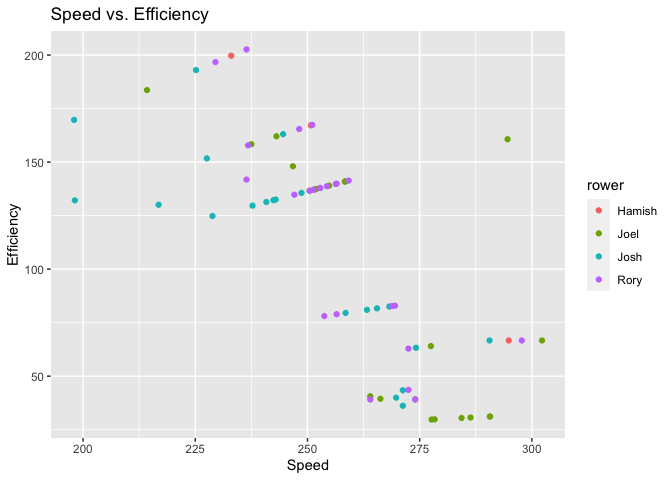 Speed vs. Efficiency
200
150
100
50
Efficiency
200
225
250
275
300
Speed
rower
Hamish
Joel
Josh
Rory